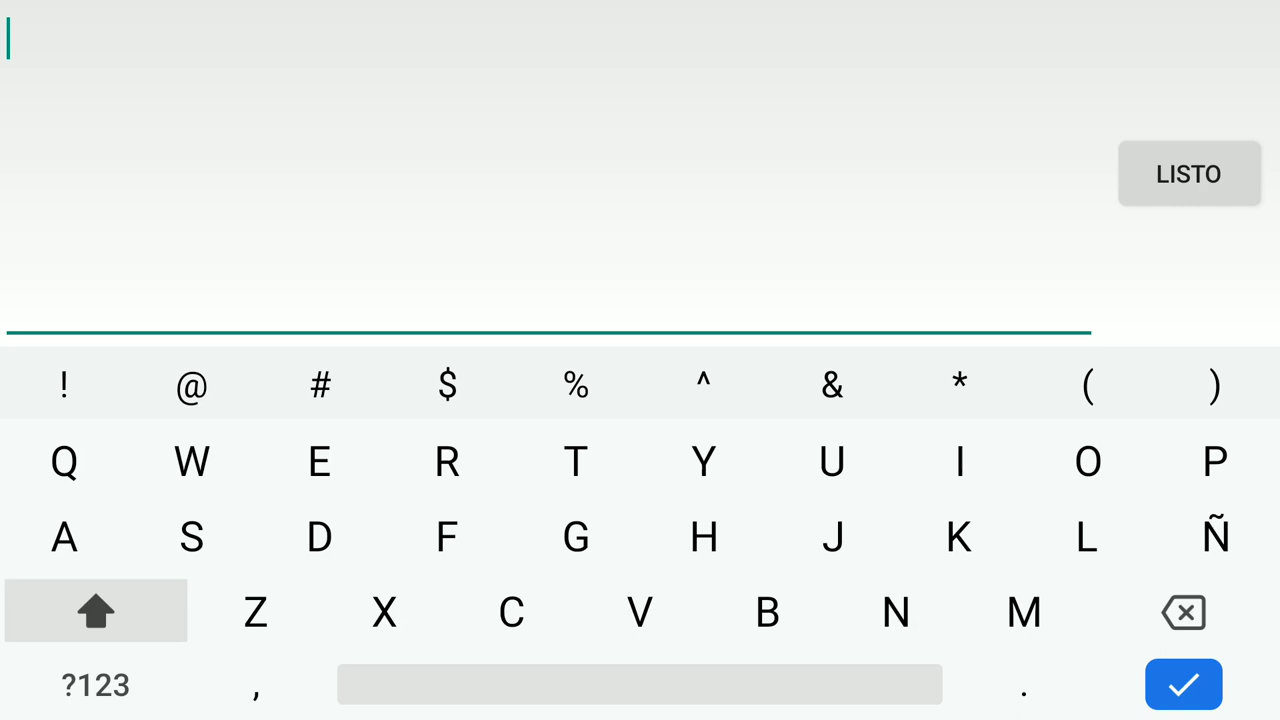 LISTO
! @ # $ % ^ & * ( )
Q W E R T Y U I O P
A S D F G H J K L Ñ
Z X C V B N M
?123 , .